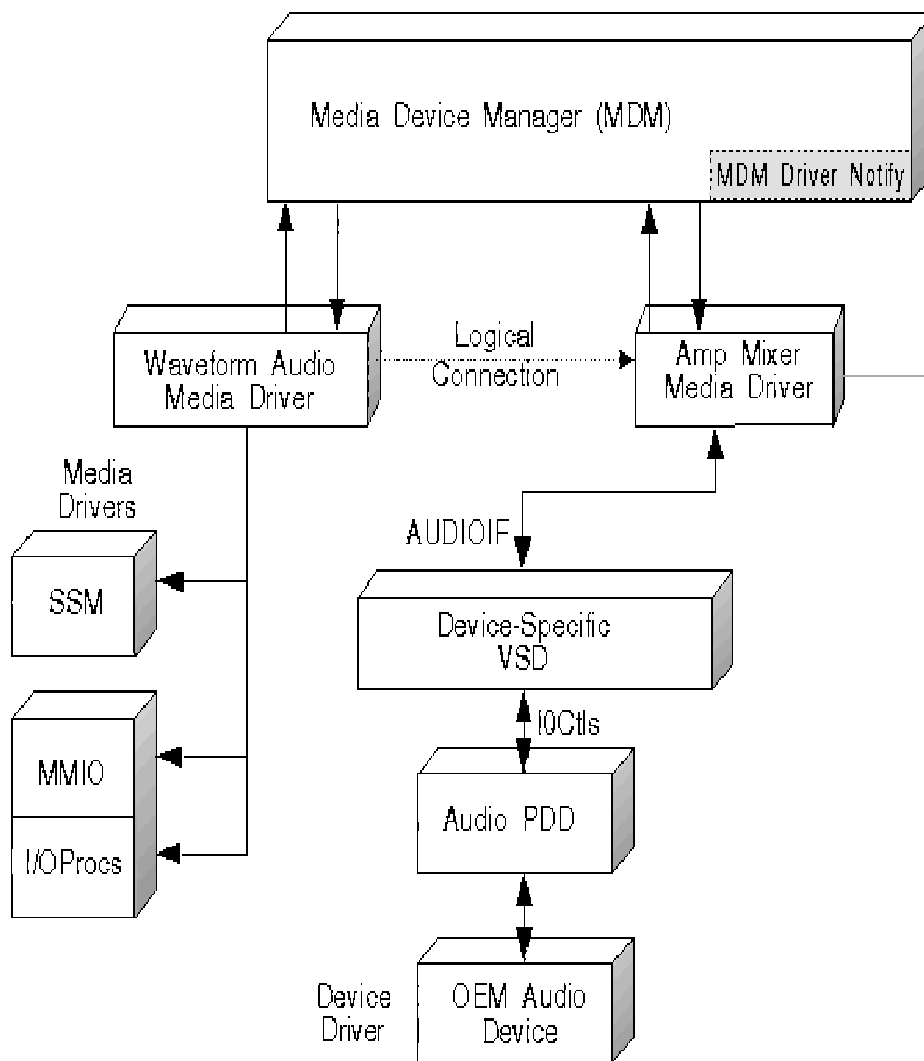 Media Device Manager (MDM)
MDM Driver Notify
Waveform Audio
Media Driver
Logical
Connection
Amp Mixer
Media Driver
Media
Drivers
AUDIOIF
SSM
Device-Specific
VSD
IOCtls
MMIO
Audio PDD
I/OProcs
Device
Driver
OEM Audio
Device